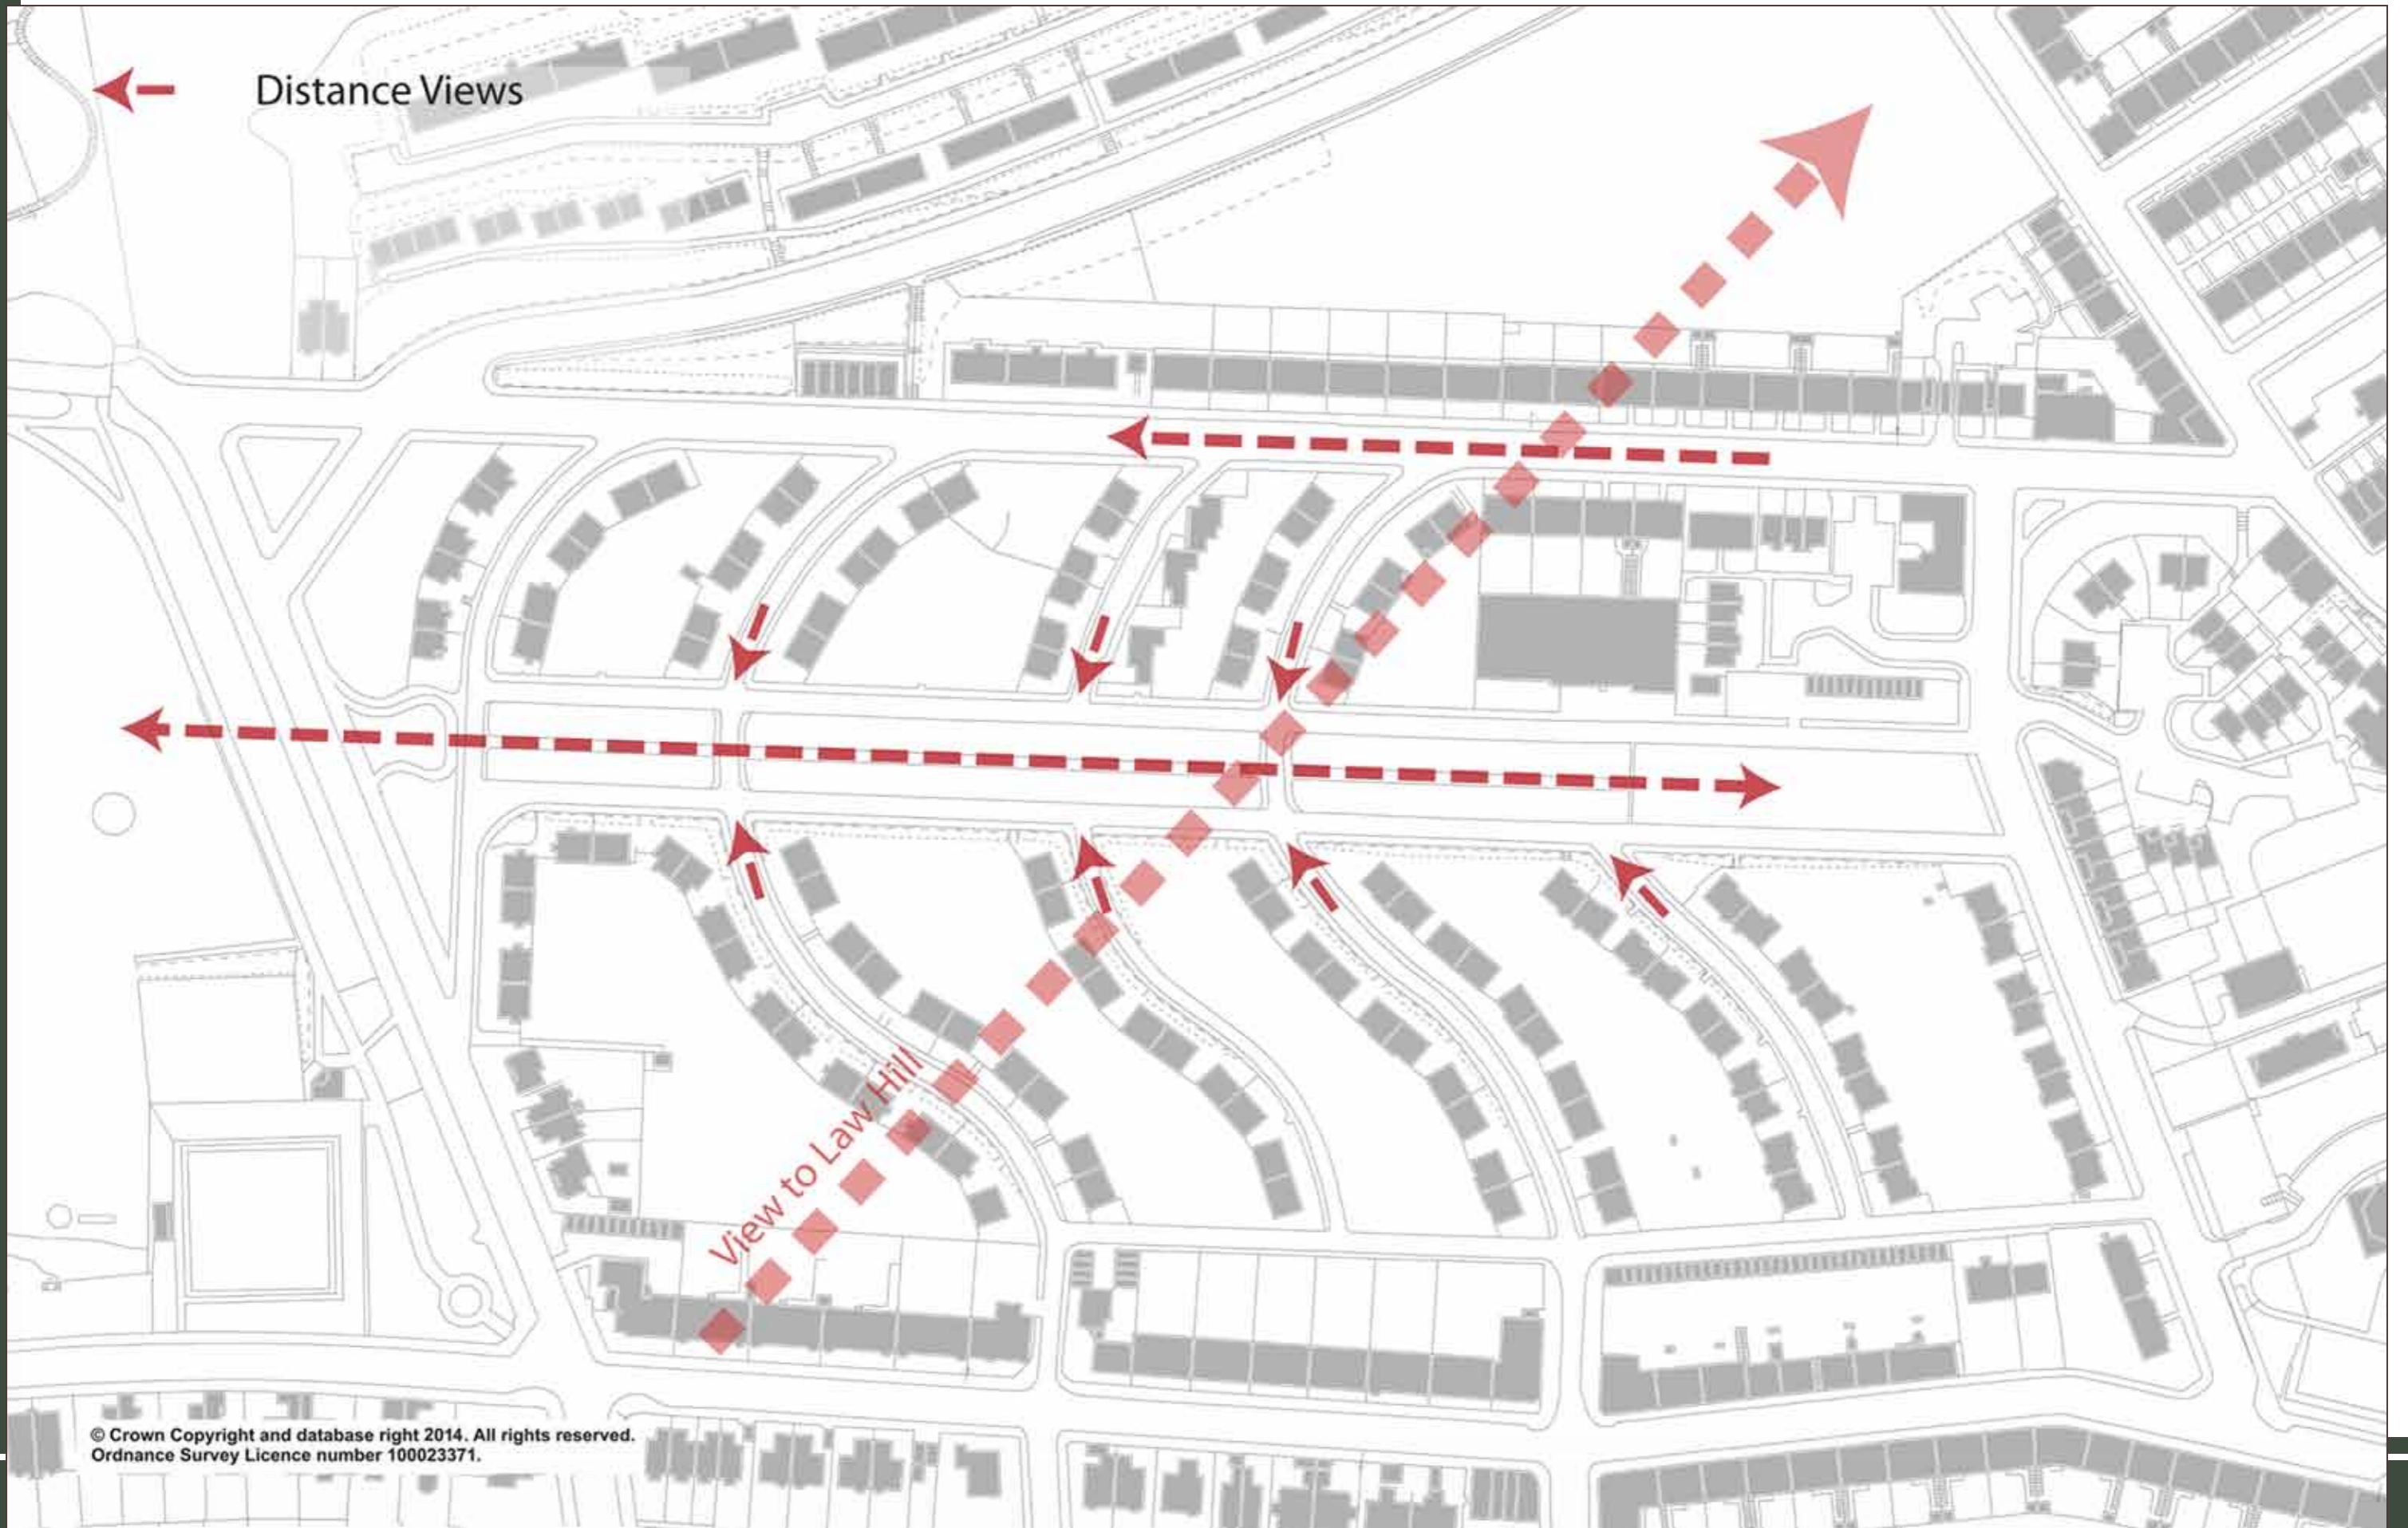 Distance Views
View to Law Hill
© Crown Copyright and database right 2014. All rights reserved.
Ordnance Survey Licence number 100023371.